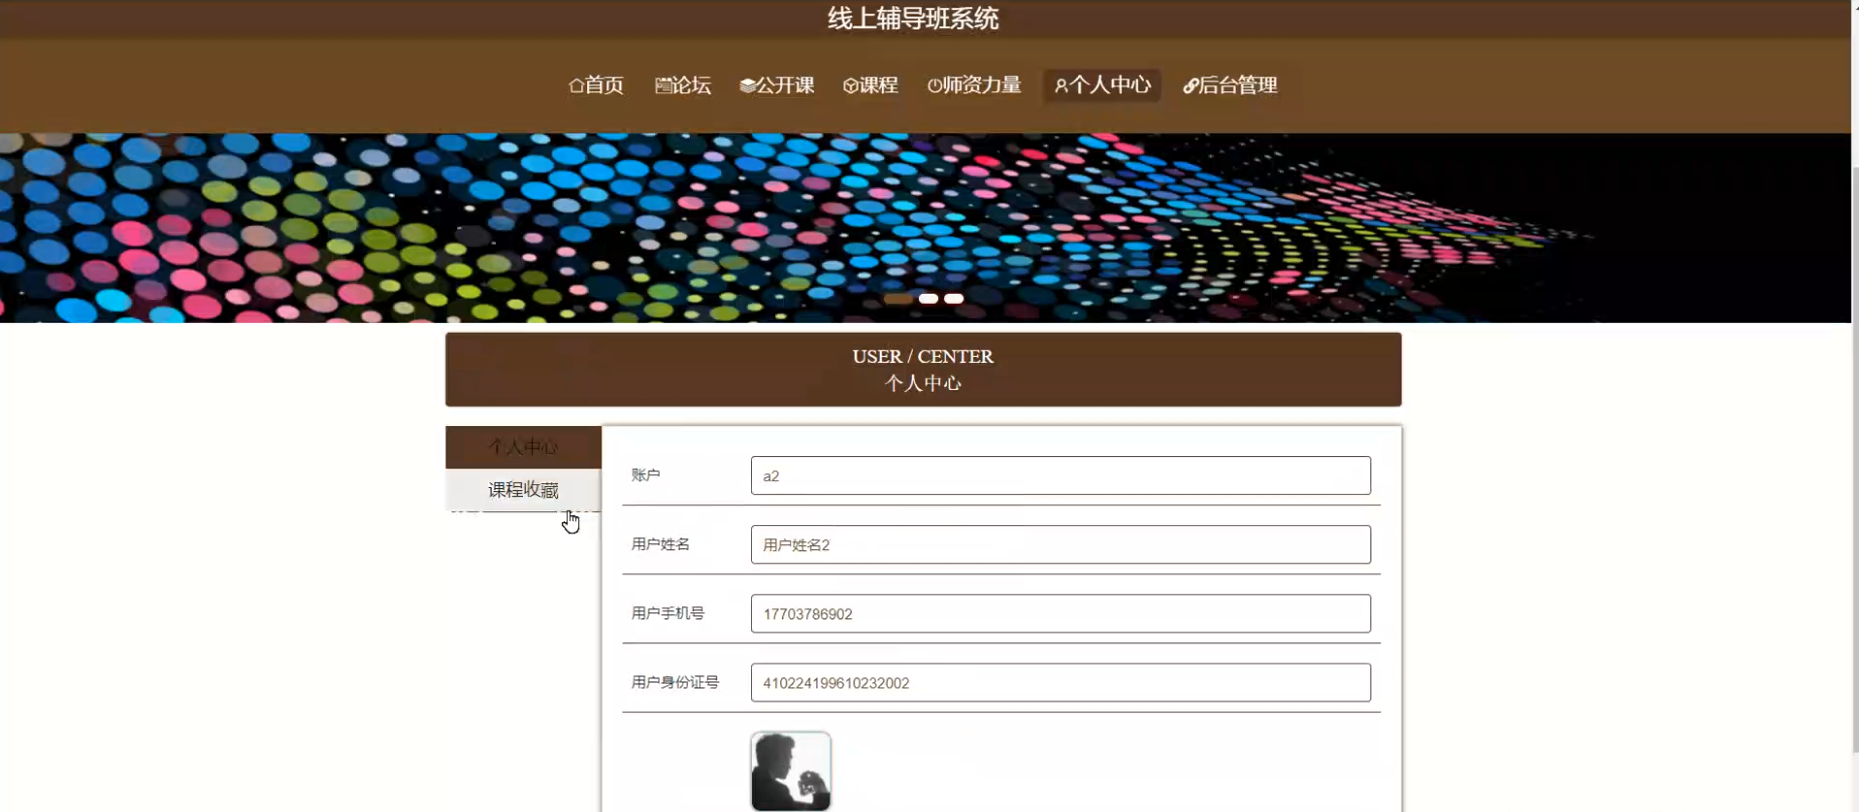 线上辅导班系统
首页 论坛 公开课 课程 师资力量 个人中心 后台管理
USER / CENTER
个人中心
个人中心
课程收藏
账户 a2
用户姓名 用户姓名2
用户手机号 17703786902
用户身份证号 410224199610232002